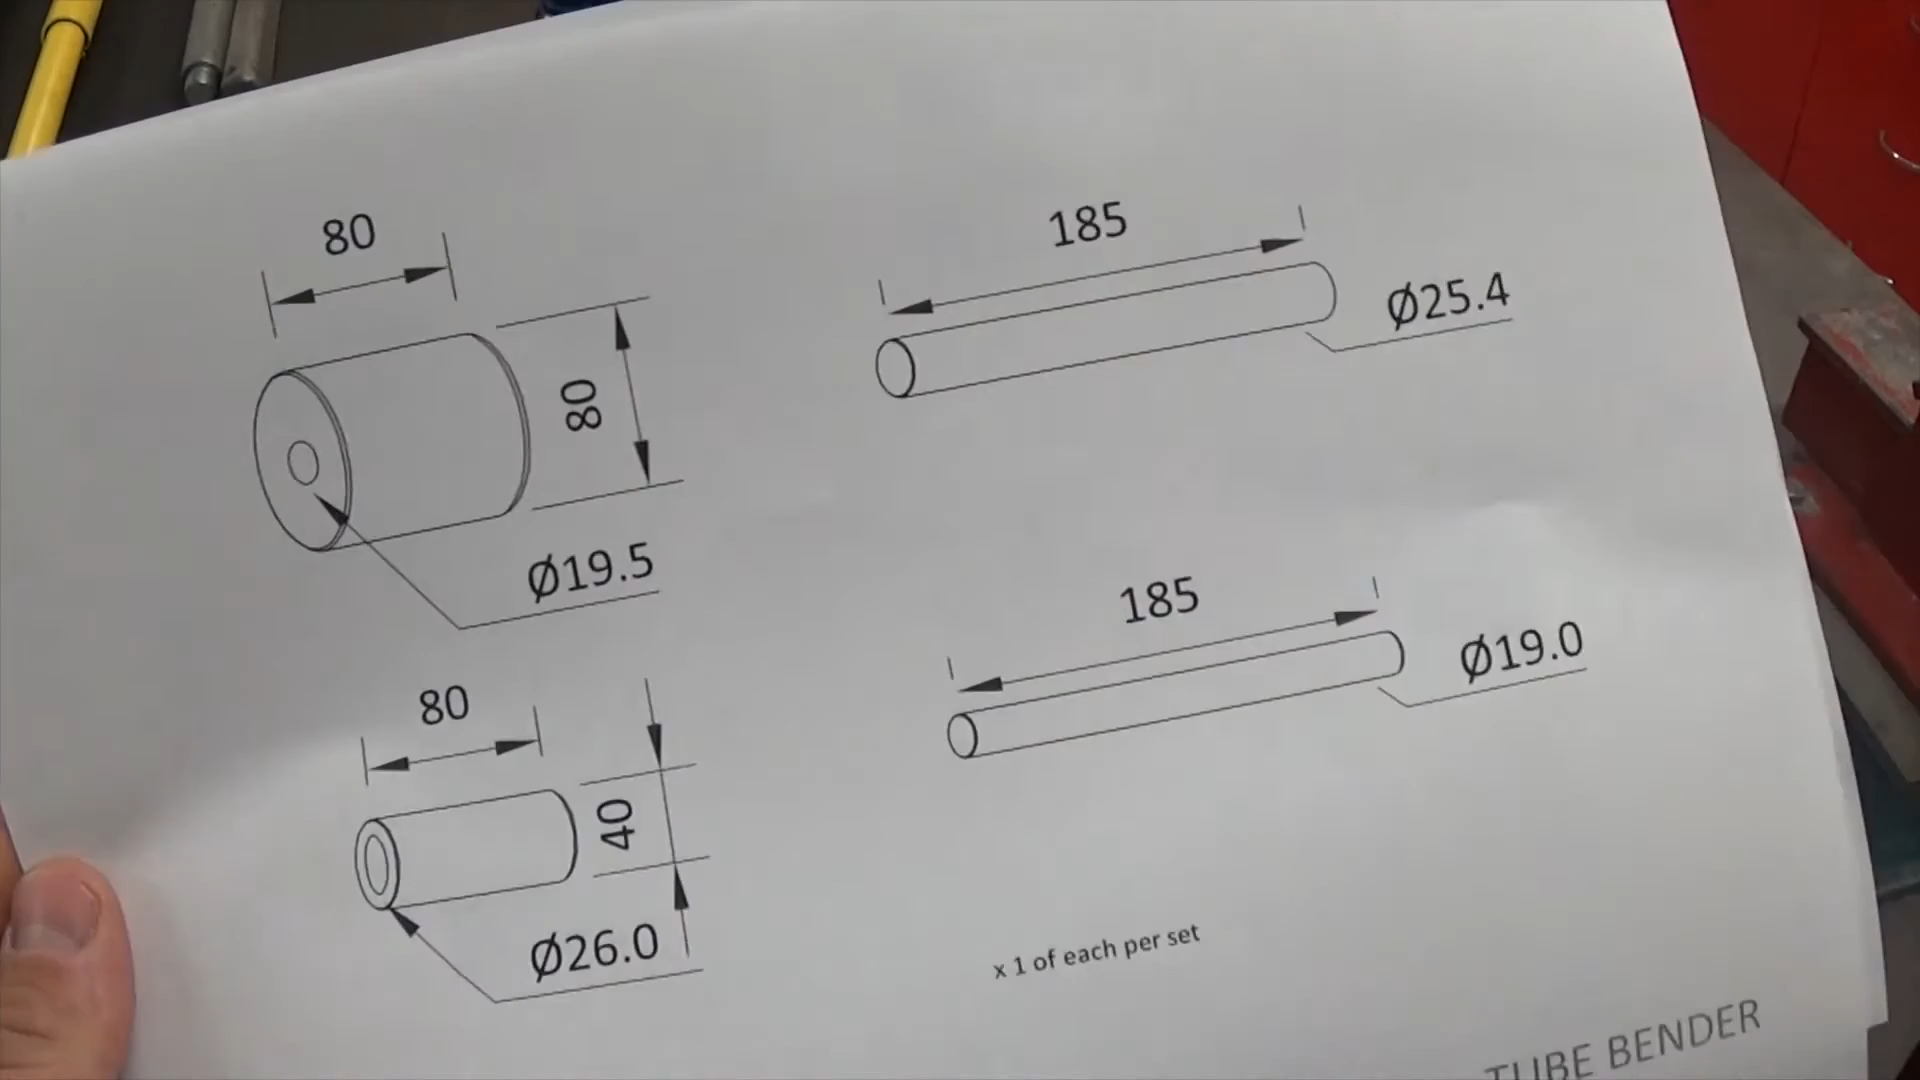 80
80
Ø19.5
185
Ø25.4
80
40
Ø26.0
185
Ø19.0
x 1 of each per set
TUBE BENDER